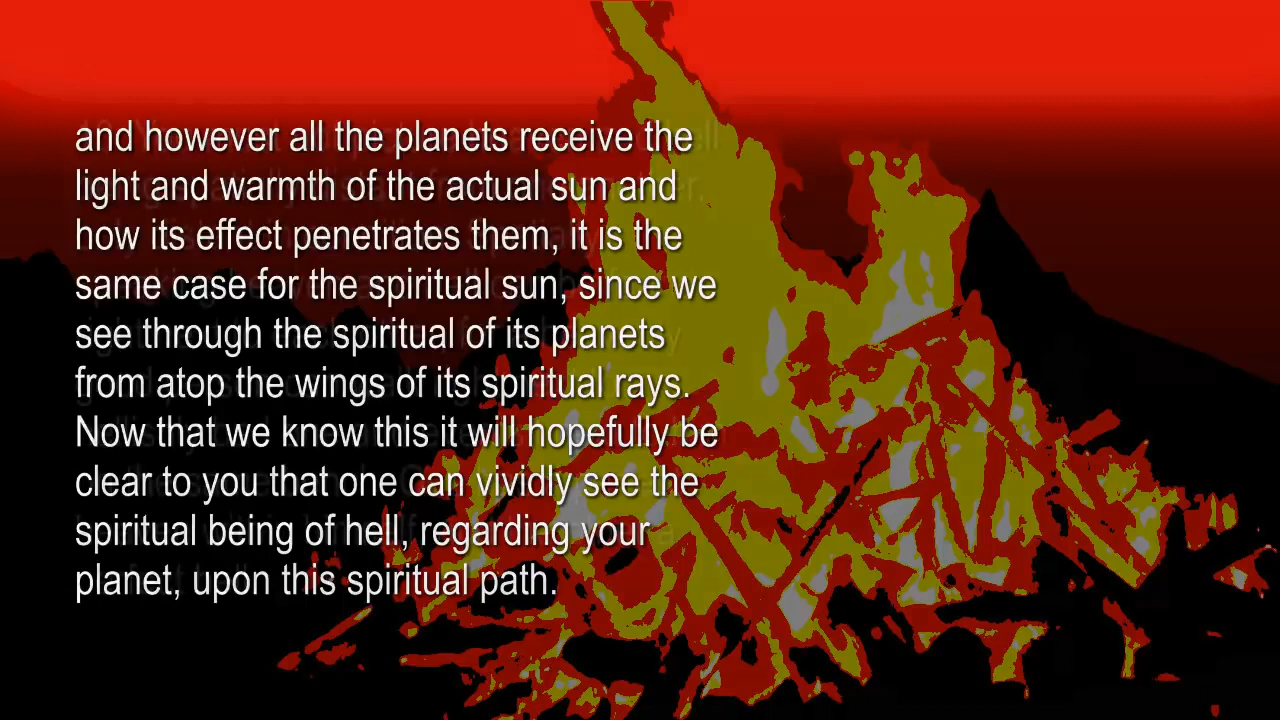 and however all the planets receive the
light and warmth of the actual sun and
how its effect penetrates them, it is the
same case for the spiritual sun, since we
see through the spiritual of its planets
from atop the wings of its spiritual rays.
Now that we know this it will hopefully be
clear to you that one can vividly see the
spiritual being of hell, regarding your
planet, upon this spiritual path.